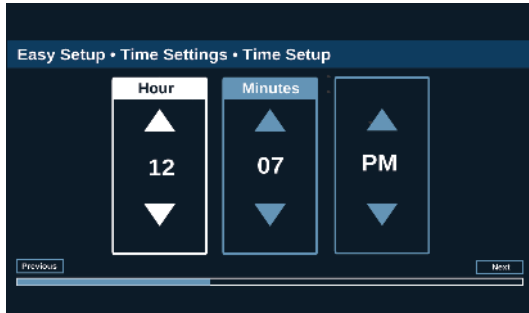 Easy Setup • Time Settings • Time Setup
Hour Minutes
12 07 PM
Previous Next